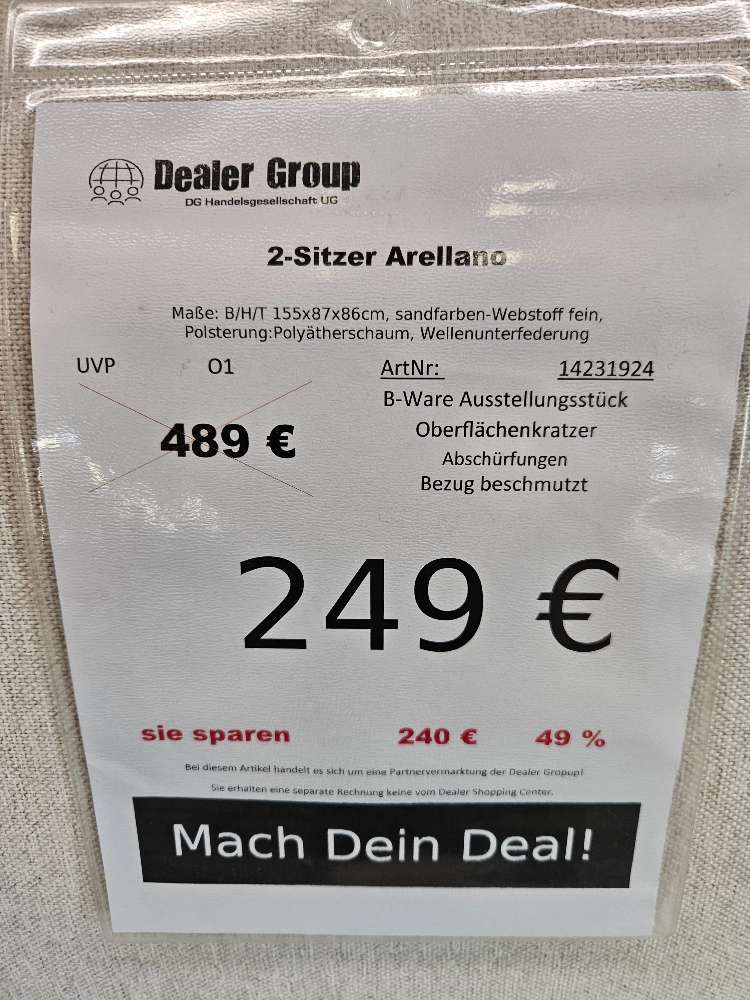 Dealer Group
DG Handelsgesellschaft UG
2-Sitzer Arellano
Maße: B/H/T 155x87x86cm, sandfarben-Webstoff fein,
Polsterung:Polyätherschaum, Wellenunterfederung
UVP O1 ArtNr: 14231924
B-Ware Ausstellungsstück
489 € Oberflächenkratzer
Abschürfungen
Bezug beschmutzt
249 €
sie sparen 240 € 49 %
Bei diesem Artikel handelt es sich um eine Partnervermarktung der Dealer Gropup!
Sie erhalten eine separate Rechnung keine vom Dealer Shopping Center.
Mach Dein Deal!